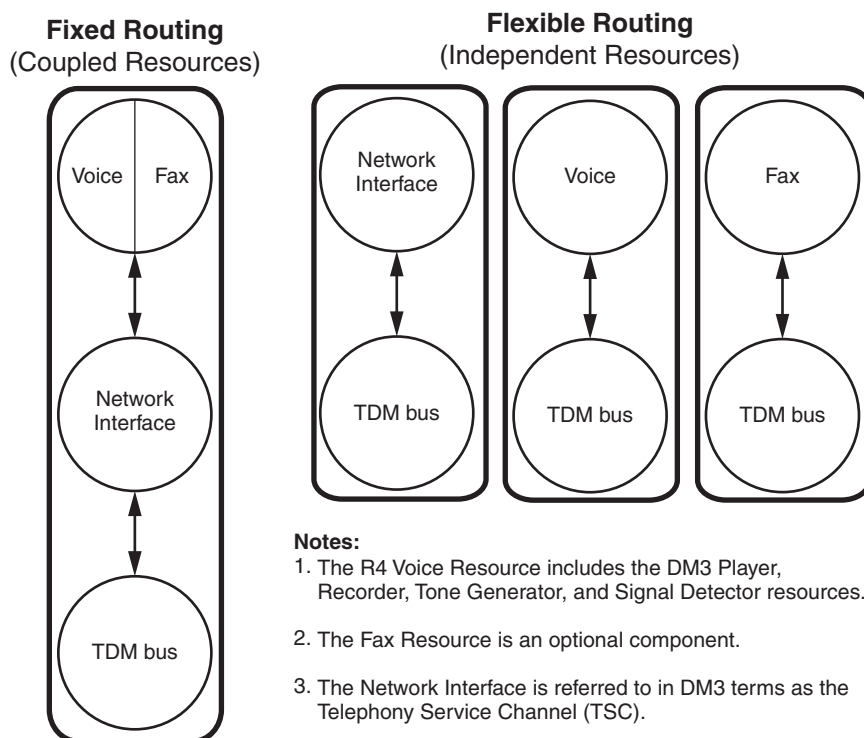 Fixed Routing
(Coupled Resources)
Voice
Fax
Network
Interface
TDM bus
Flexible Routing
(Independent Resources)
Network
Interface
TDM bus
Voice
TDM bus
Fax
TDM bus
Notes:
1. The R4 Voice Resource includes the DM3 Player,
Recorder, Tone Generator, and Signal Detector resources.
2. The Fax Resource is an optional component.
3. The Network Interface is referred to in DM3 terms as the
Telephony Service Channel (TSC).